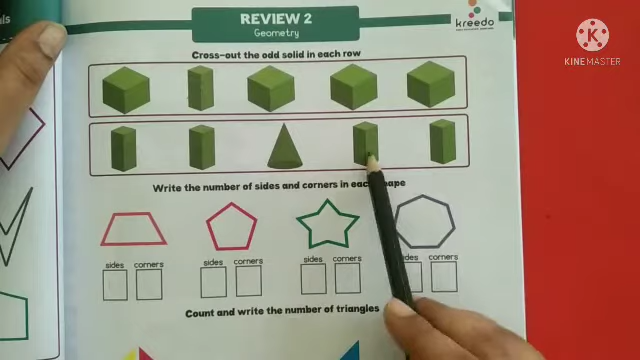 els
REVIEW 2
Geometry
kreedo
KINEMASTER
Cross-out the odd solid in each row
Write the number of sides and corners in each shape
sides corners sides corners sides corners sides corners
Count and write the number of triangles